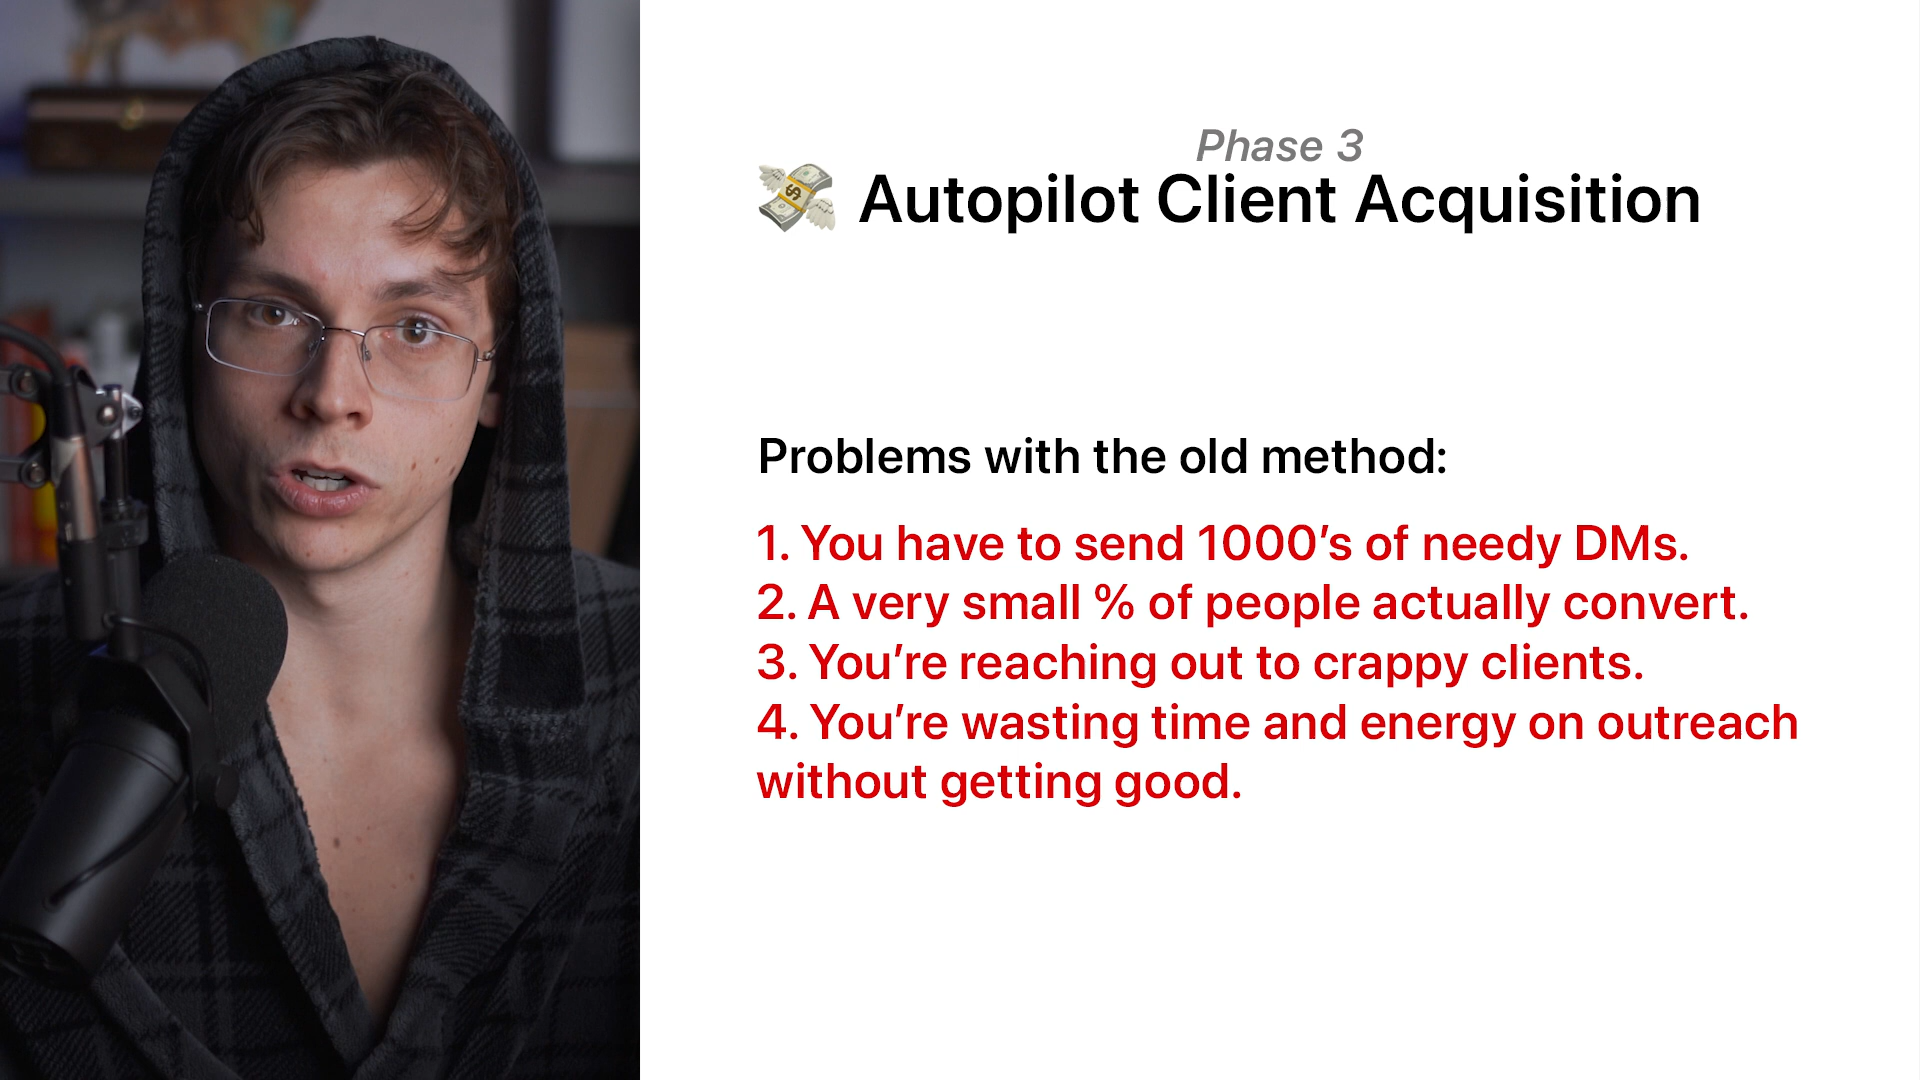 Phase 3
💸 Autopilot Client Acquisition
Problems with the old method:
1. You have to send 1000’s of needy DMs.
2. A very small % of people actually convert.
3. You’re reaching out to crappy clients.
4. You’re wasting time and energy on outreach
without getting good.